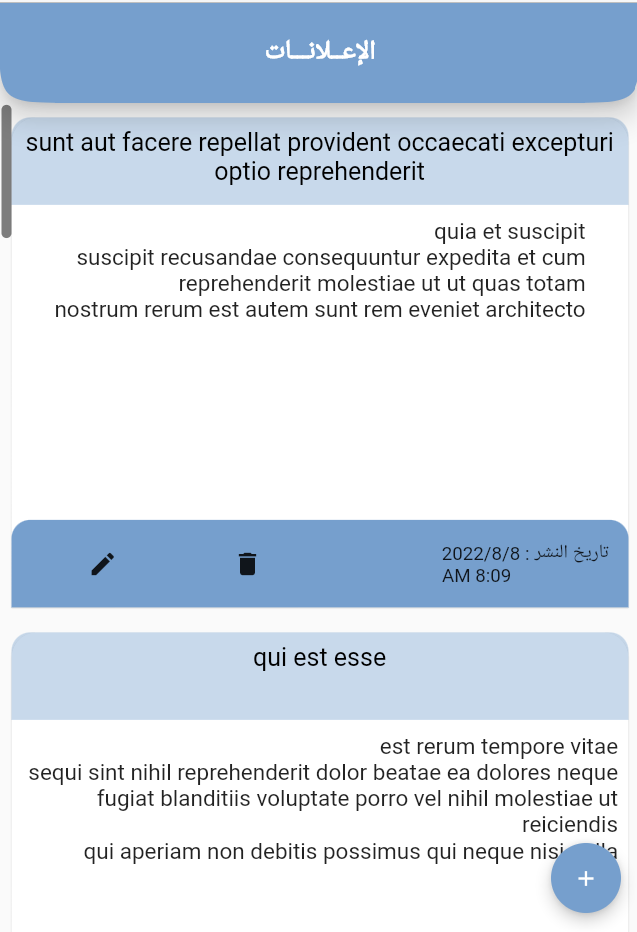 الإعـلانـات
sunt aut facere repellat provident occaecati excepturi
optio reprehenderit
quia et suscipit
suscipit recusandae consequuntur expedita et cum
reprehenderit molestiae ut ut quas totam
nostrum rerum est autem sunt rem eveniet architecto
تاريخ النشر : 2022/8/8
8:09 AM
qui est esse
est rerum tempore vitae
sequi sint nihil reprehenderit dolor beatae ea dolores neque
fugiat blanditiis voluptate porro vel nihil molestiae ut
reiciendis
qui aperiam non debitis possimus qui neque nisi
+